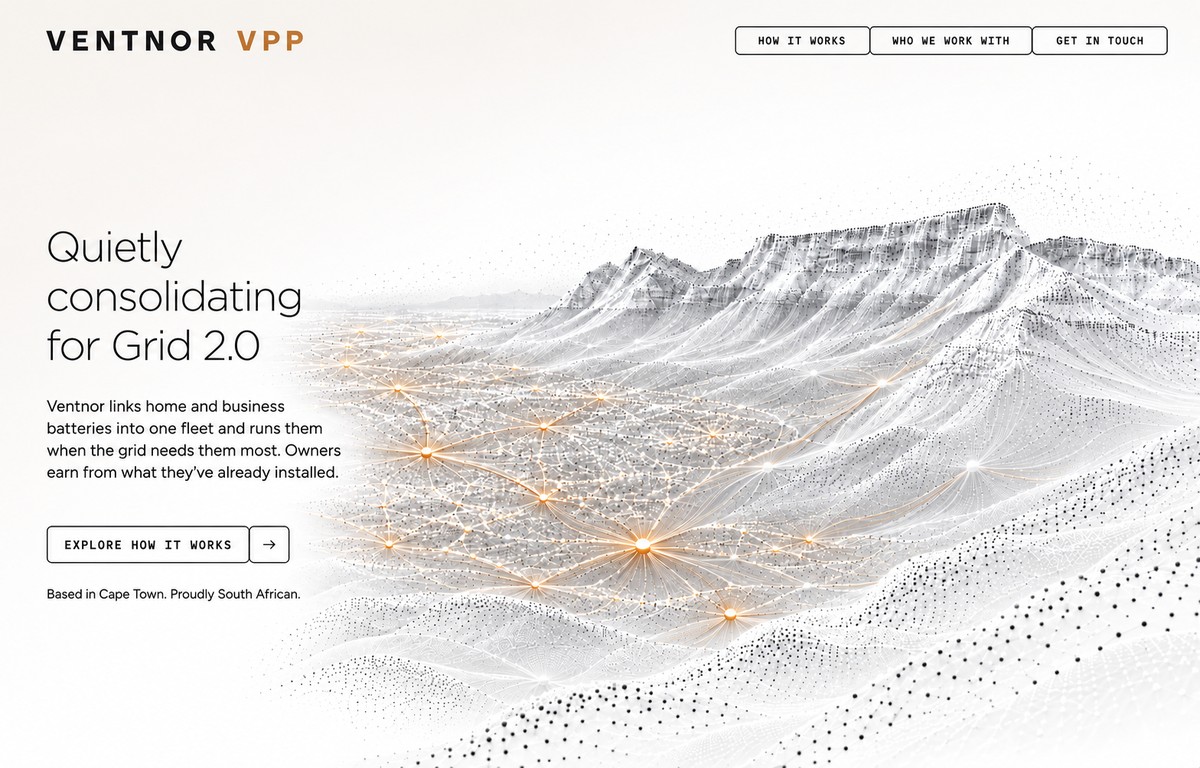 VENTNOR VPP
HOW IT WORKS
WHO WE WORK WITH
GET IN TOUCH
Quietly
consolidating
for Grid 2.0
Ventnor links home and business
batteries into one fleet and runs them
when the grid needs them most. Owners
earn from what they’ve already installed.
EXPLORE HOW IT WORKS →
Based in Cape Town. Proudly South African.